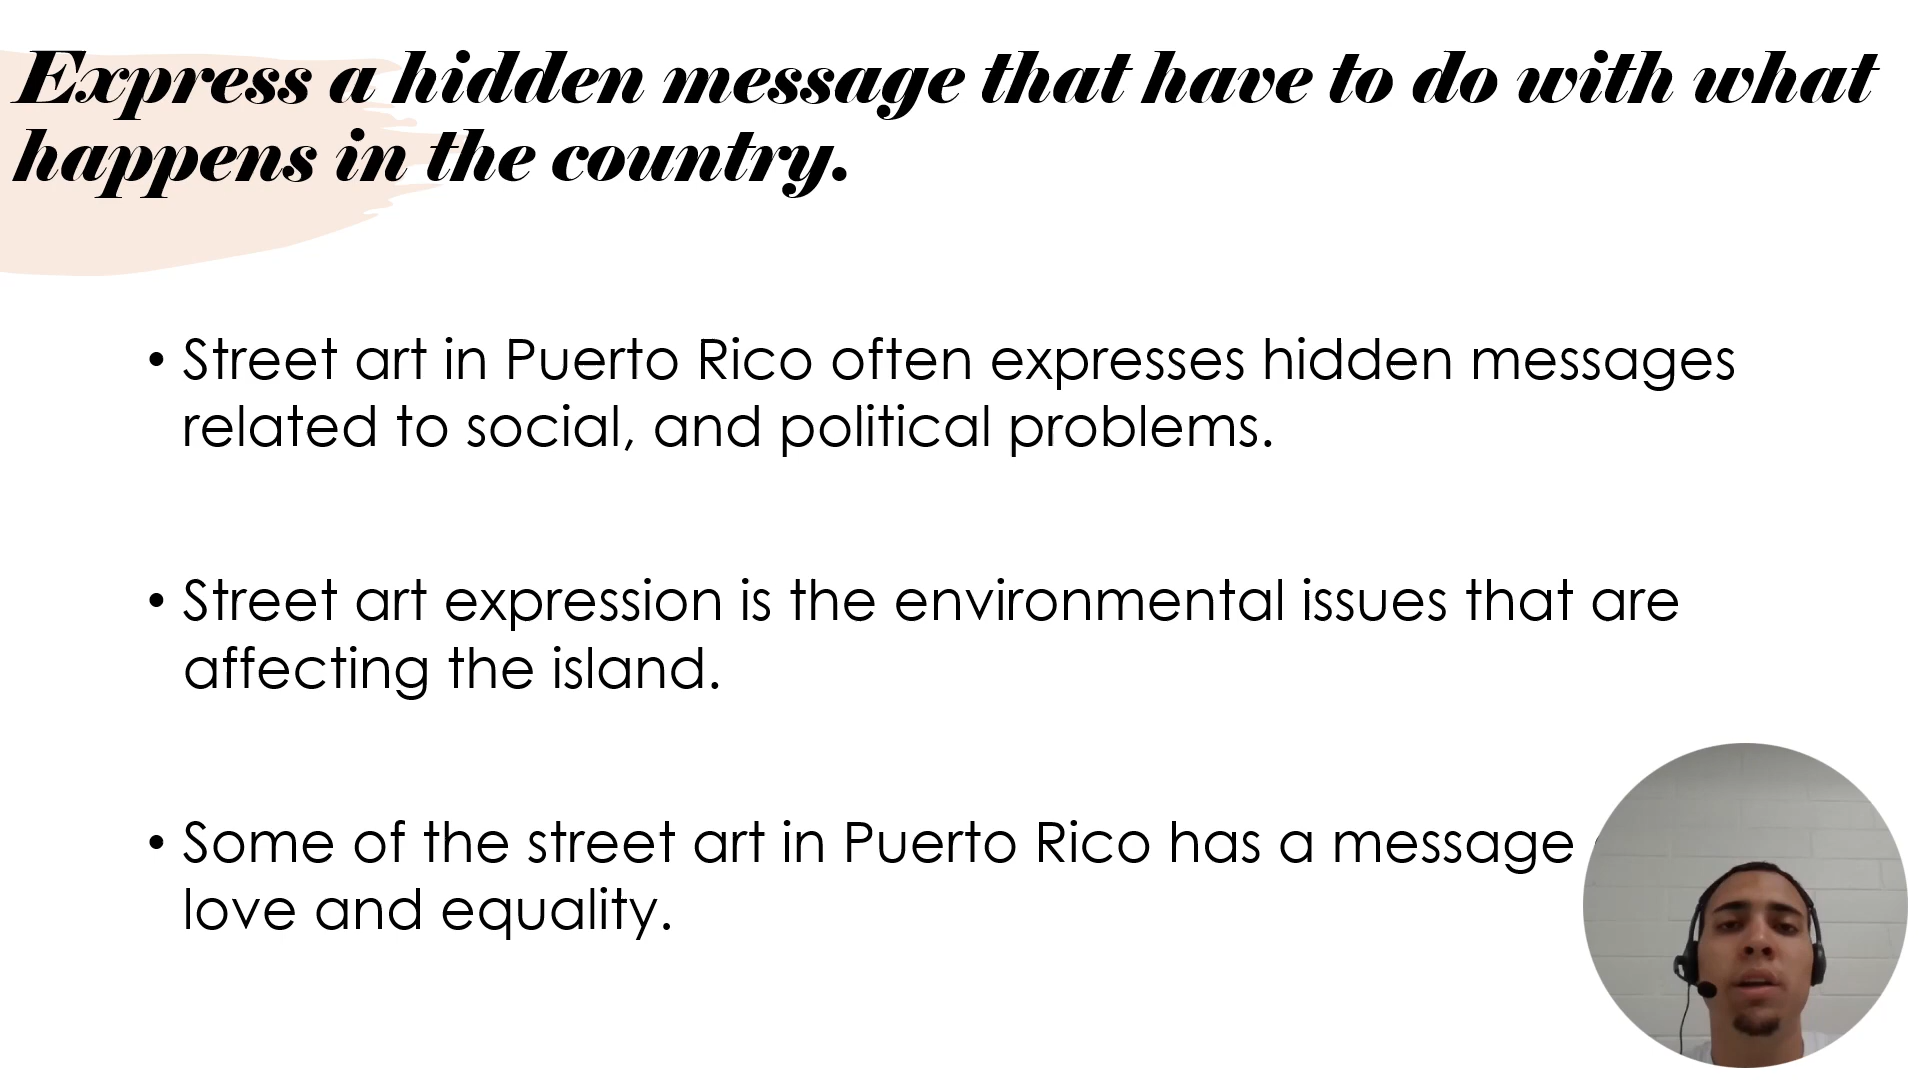 Express a hidden message that have to do with what
happens in the country.
• Street art in Puerto Rico often expresses hidden messages
related to social, and political problems.
• Street art expression is the environmental issues that are
affecting the island.
• Some of the street art in Puerto Rico has a message
love and equality.